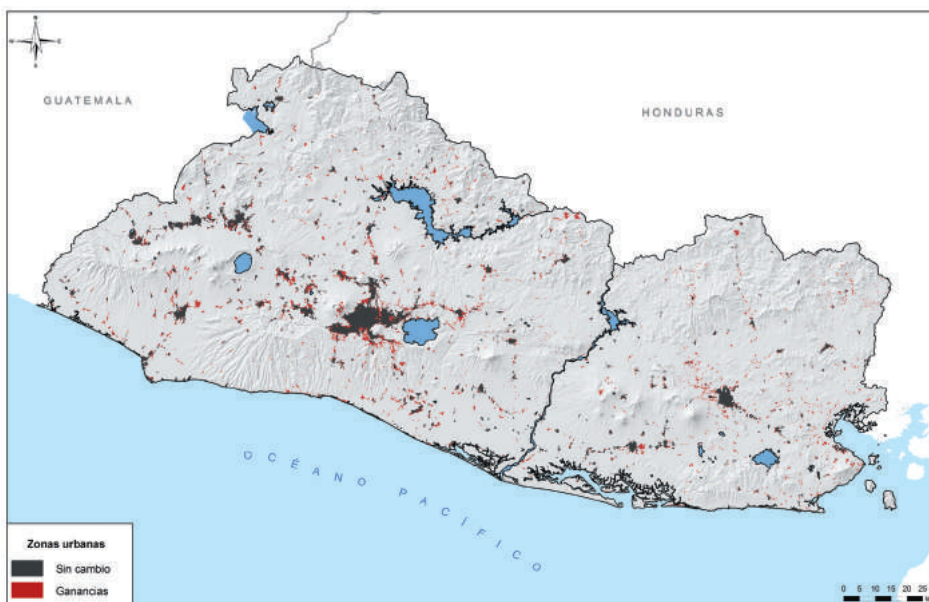 N
W E
S
GUATEMALA
HONDURAS
OCÉANO PACÍFICO
Zonas urbanas
Sin cambio
Ganancias
0 5 10 15 20 25